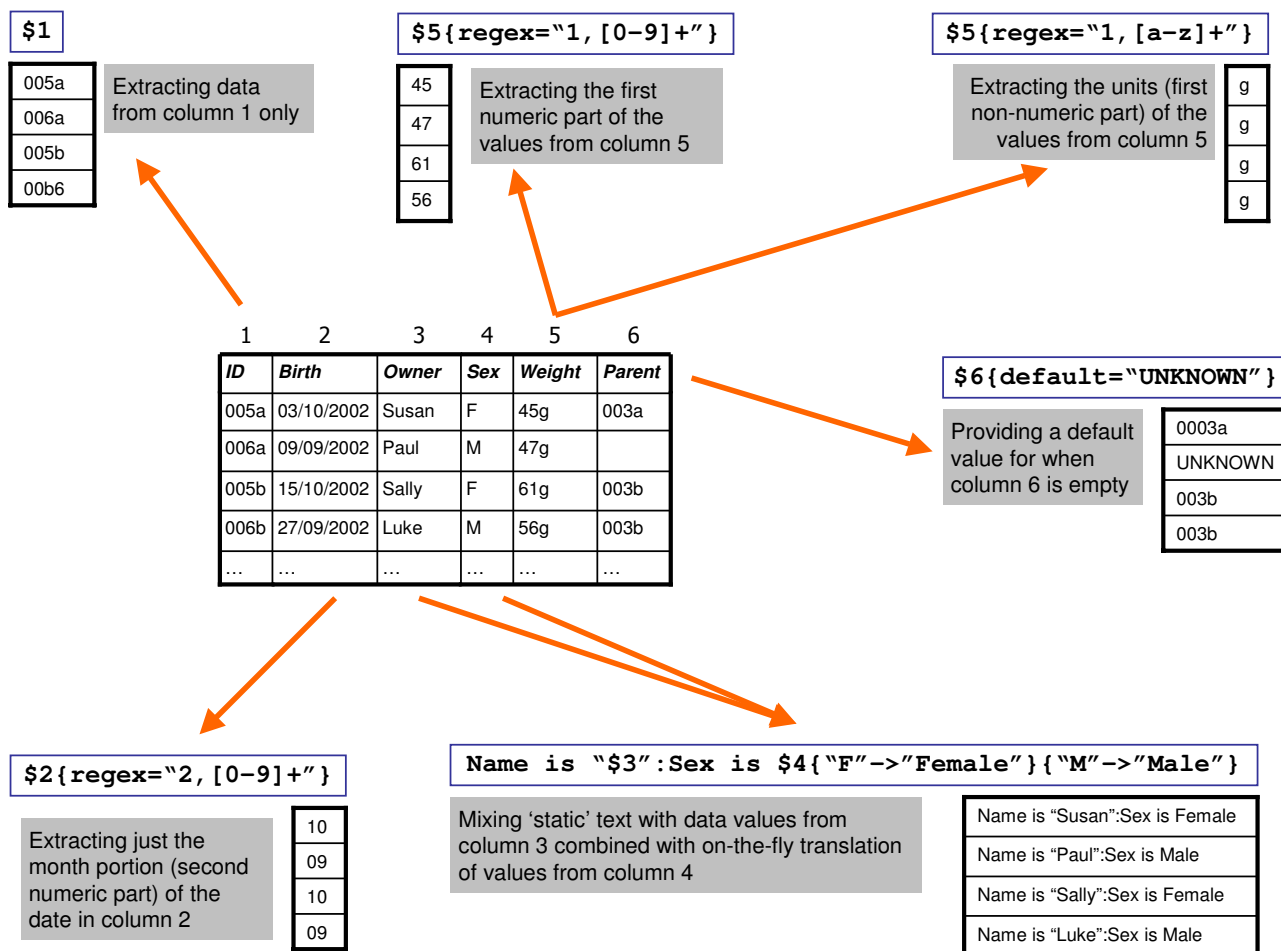 $1
005a
006a
005b
00b6
Extracting data
from column 1 only
$5{regex=“1,[0-9]+”}
45
47
61
56
Extracting the first
numeric part of the
values from column 5
$5{regex=“1,[a-z]+”}
Extracting the units (first
non-numeric part) of the
values from column 5
g
g
g
g
1 2 3 4 5 6
ID Birth Owner Sex Weight Parent
005a 03/10/2002 Susan F 45g 003a
006a 09/09/2002 Paul M 47g
005b 15/10/2002 Sally F 61g 003b
006b 27/09/2002 Luke M 56g 003b
… … … … … …
$6{default=“UNKNOWN”}
Providing a default
value for when
column 6 is empty
0003a
UNKNOWN
003b
003b
$2{regex=“2,[0-9]+”}
Extracting just the
month portion (second
numeric part) of the
date in column 2
10
09
10
09
Name is “$3”:Sex is $4{“F”->”Female”}{“M”->”Male”}
Mixing ‘static’ text with data values from
column 3 combined with on-the-fly translation
of values from column 4
Name is “Susan”:Sex is Female
Name is “Paul”:Sex is Male
Name is “Sally”:Sex is Female
Name is “Luke”:Sex is Male